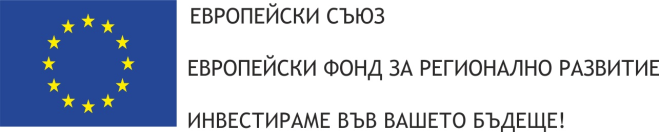 ЕВРОПЕЙСКИ СЪЮЗ
ЕВРОПЕЙСКИ ФОНД ЗА РЕГИОНАЛНО РАЗВИТИЕ
ИНВЕСТИРАМЕ ВЪВ ВАШЕТО БЪДЕЩЕ!